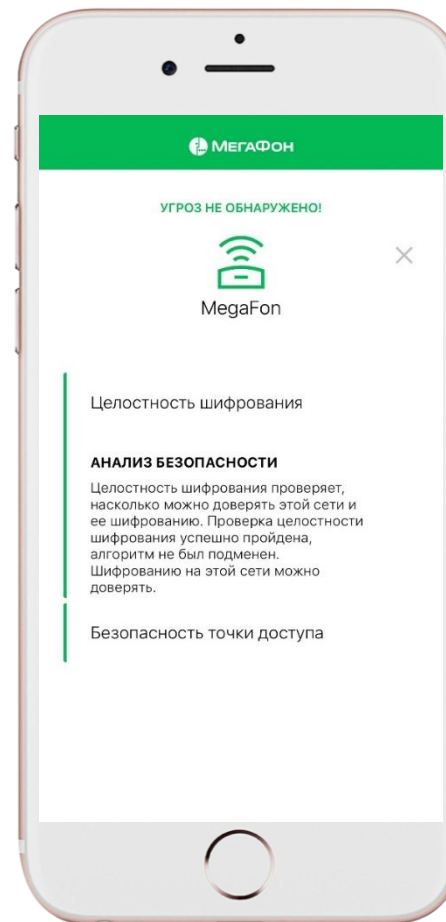 МЕГАФОН
УГРОЗ НЕ ОБНАРУЖЕНО!
MegaFon
Целостность шифрования
АНАЛИЗ БЕЗОПАСНОСТИ
Целостность шифрования проверяет,
насколько можно доверять этой сети и
ее шифрованию. Проверка целостности
шифрования успешно пройдена,
алгоритм не был подменен.
Шифрованию на этой сети можно
доверять.
Безопасность точки доступа